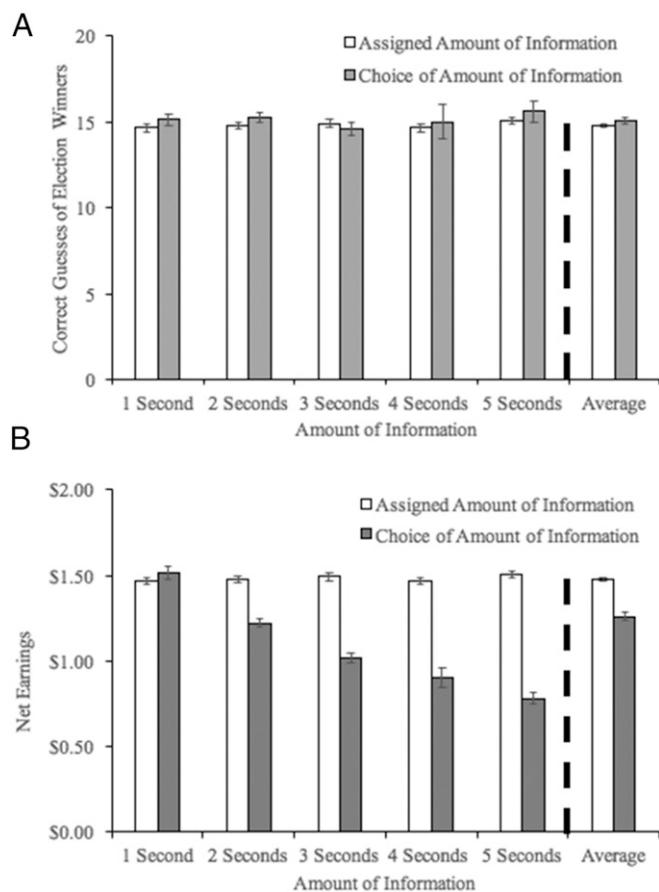 A
20
Assigned Amount of Information
Choice of Amount of Information
15
10
5
0
Correct Guesses of Election Winners
1 Second 2 Seconds 3 Seconds 4 Seconds 5 Seconds Average
Amount of Information
B
$2.00
Assigned Amount of Information
Choice of Amount of Information
$1.50
$1.00
$0.50
$0.00
Net Earnings
1 Second 2 Seconds 3 Seconds 4 Seconds 5 Seconds Average
Amount of Information